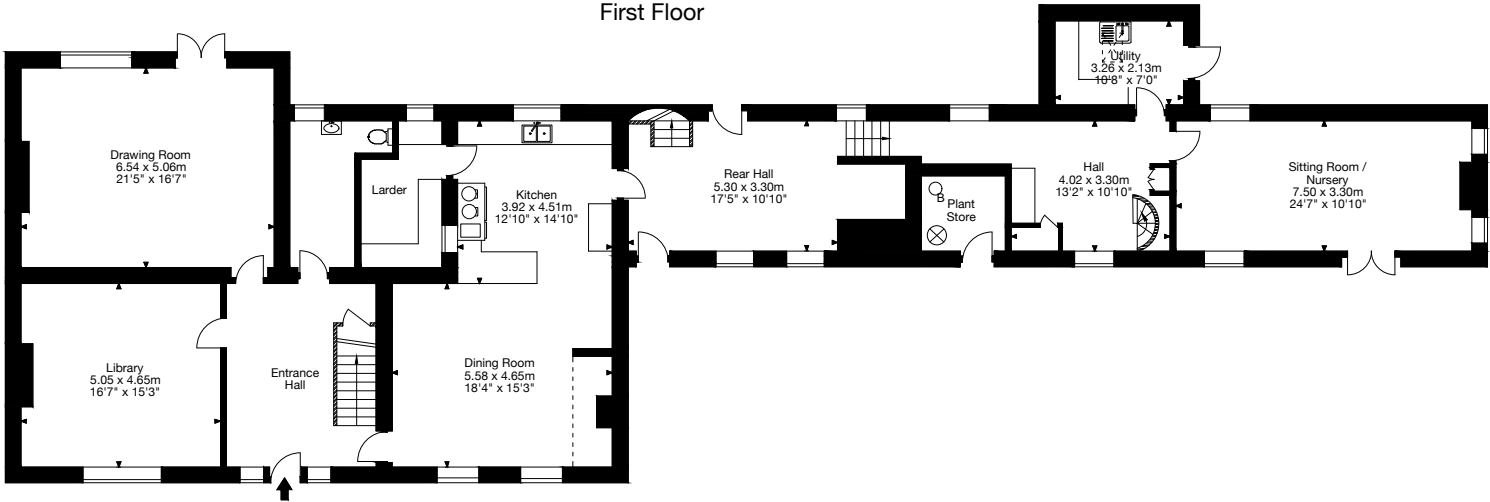 First Floor
Utility
3.26 x 2.13m
10'8" x 7'0"
Drawing Room
6.54 x 5.06m
21'5" x 16'7"
Larder
Kitchen
3.92 x 4.51m
12'10" x 14'10"
Rear Hall
5.30 x 3.30m
17'5" x 10'10"
B
Plant
Store
Hall
4.02 x 3.30m
13'2" x 10'10"
Sitting Room /
Nursery
7.50 x 3.30m
24'7" x 10'10"
Library
5.05 x 4.65m
16'7" x 15'3"
Entrance
Hall
Dining Room
5.58 x 4.65m
18'4" x 15'3"